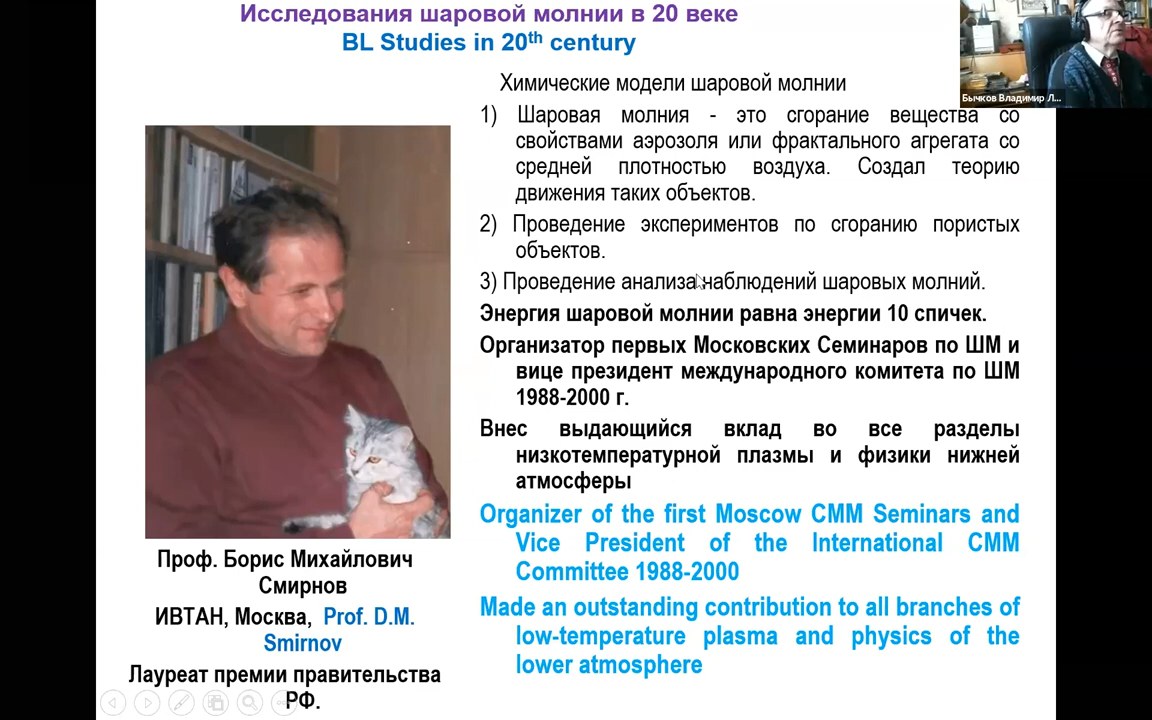 Исследования шаровой молнии в 20 веке
BL Studies in 20th century
Бычков Владимир Л...
Химические модели шаровой молнии
1) Шаровая молния - это сгорание вещества со
свойствами аэрозоля или фрактального агрегата со
средней плотностью воздуха. Создал теорию
движения таких объектов.
2) Проведение экспериментов по сгоранию пористых
объектов.
3) Проведение анализа наблюдений шаровых молний.
Энергия шаровой молнии равна энергии 10 спичек.
Организатор первых Московских Семинаров по ШМ и
вице президент международного комитета по ШМ
1988-2000 г.
Внес выдающийся вклад во все разделы
низкотемпературной плазмы и физики нижней
атмосферы
Organizer of the first Moscow CMM Seminars and
Vice President of the International CMM
Committee 1988-2000
Made an outstanding contribution to all branches of
low-temperature plasma and physics of the
lower atmosphere
Проф. Борис Михайлович
Смирнов
ИВТАН, Москва, Prof. D.M.
Smirnov
Лауреат премии правительства
РФ.